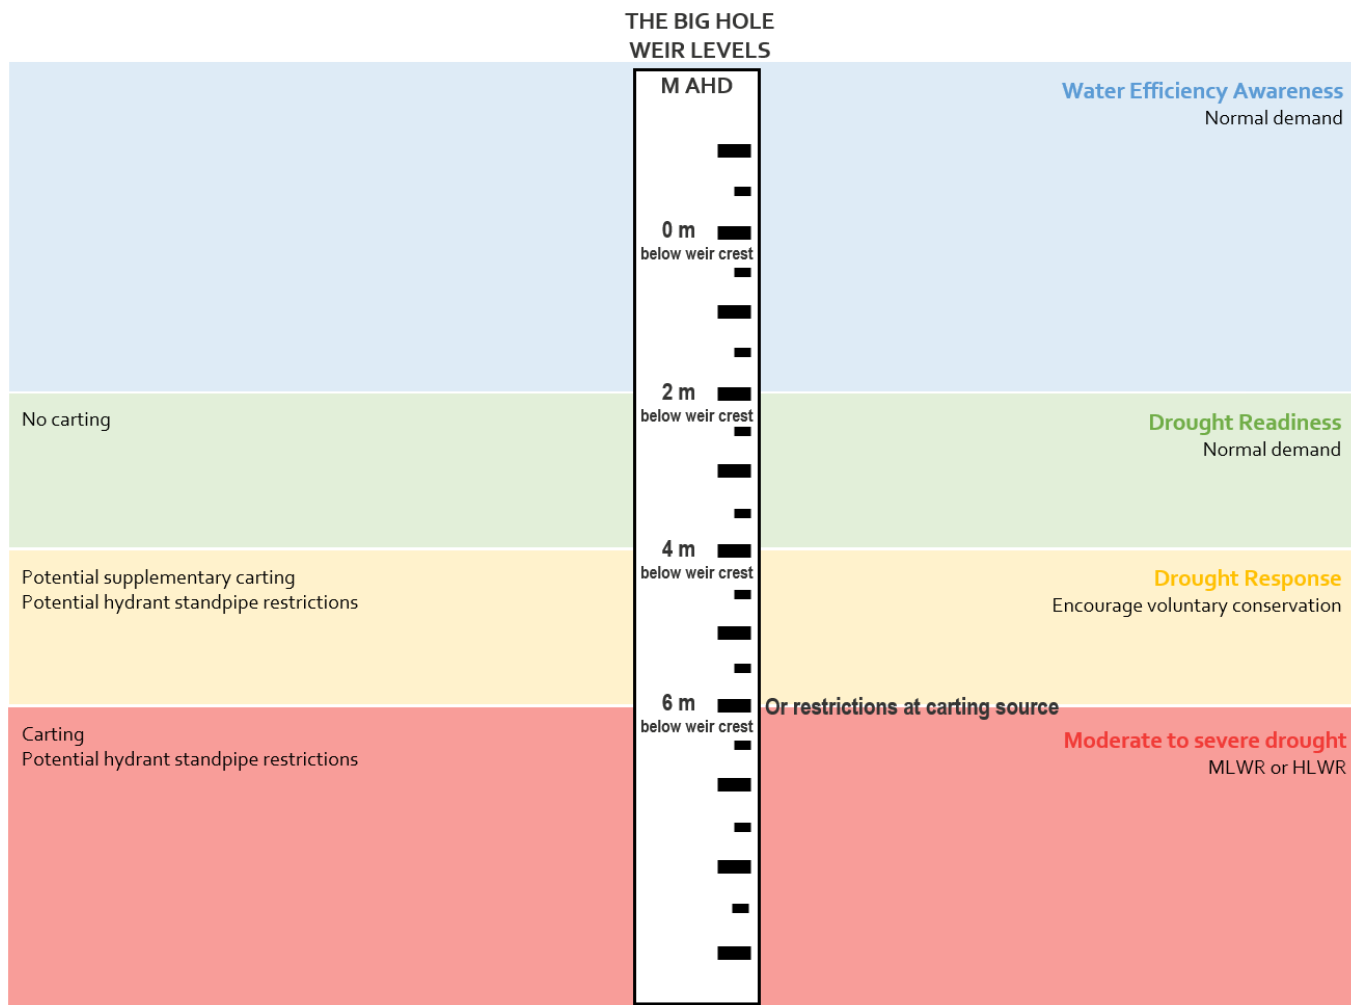 THE BIG HOLE
WEIR LEVELS
M AHD
Water Efficiency Awareness
Normal demand
0 m
below weir crest
2 m
below weir crest
No carting
Drought Readiness
Normal demand
4 m
below weir crest
Potential supplementary carting
Potential hydrant standpipe restrictions
Drought Response
Encourage voluntary conservation
6 m
below weir crest
Or restrictions at carting source
Carting
Potential hydrant standpipe restrictions
Moderate to severe drought
MLWR or HLWR